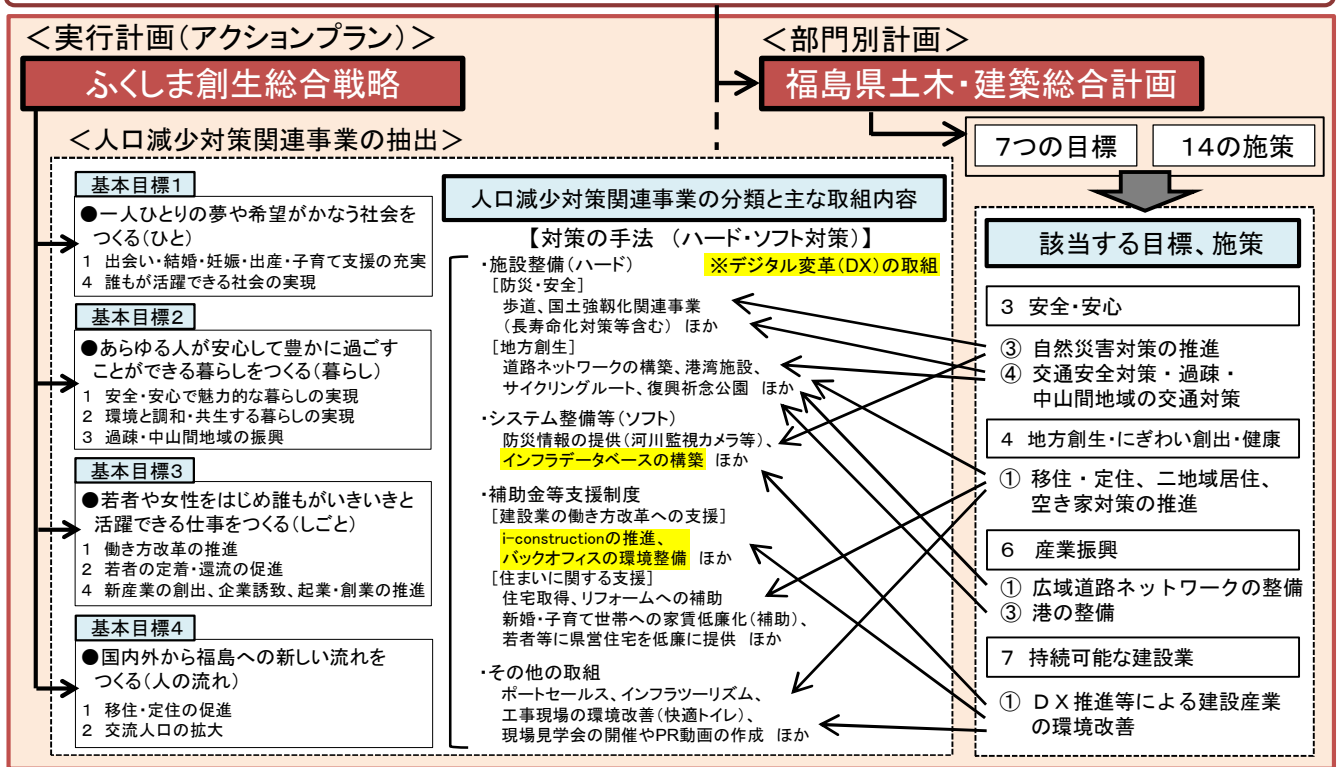 ＜実行計画(アクションプラン)＞
ふくしま創生総合戦略
＜人口減少対策関連事業の抽出＞
基本目標1
●一人ひとりの夢や希望がかなう社会を
つくる(ひと)
1 出会い・結婚・妊娠・出産・子育て支援の充実
4 誰もが活躍できる社会の実現
基本目標2
●あらゆる人が安心して豊かに過ごす
ことができる暮らしをつくる(暮らし)
1 安全・安心で魅力的な暮らしの実現
2 環境と調和・共生する暮らしの実現
3 過疎・中山間地域の振興
基本目標3
●若者や女性をはじめ誰もがいきいきと
活躍できる仕事をつくる(しごと)
1 働き方改革の推進
2 若者の定着・還流の促進
4 新産業の創出、企業誘致、起業・創業の推進
基本目標4
●国内外から福島への新しい流れを
つくる(人の流れ)
1 移住・定住の促進
2 交流人口の拡大
人口減少対策関連事業の分類と主な取組内容
【対策の手法 (ハード・ソフト対策)】
・施設整備(ハード) ※デジタル変革(DX)の取組
[防災・安全]
歩道、国土強靱化関連事業
(長寿命化対策等含む) ほか
[地方創生]
道路ネットワークの構築、港湾施設、
サイクリングルート、復興祈念公園 ほか
・システム整備等(ソフト)
防災情報の提供(河川監視カメラ等)、
インフラデータベースの構築 ほか
・補助金等支援制度
[建設業の働き方改革への支援]
i-constructionの推進、
バックオフィスの環境整備 ほか
[住まいに関する支援]
住宅取得、リフォームへの補助
新婚・子育て世帯への家賃低廉化(補助)、
若者等に県営住宅を低廉に提供 ほか
・その他の取組
ポートセールス、インフラツーリズム、
工事現場の環境改善(快適トイレ)、
現場見学会の開催やPR動画の作成 ほか
＜部門別計画＞
福島県土木・建築総合計画
7つの目標 14の施策
該当する目標、施策
3 安全・安心
③ 自然災害対策の推進
④ 交通安全対策・過疎・
中山間地域の交通対策
4 地方創生・にぎわい創出・健康
① 移住・定住、二地域居住、
空き家対策の推進
6 産業振興
① 広域道路ネットワークの整備
③ 港の整備
7 持続可能な建設業
① DX推進等による建設産業
の環境改善